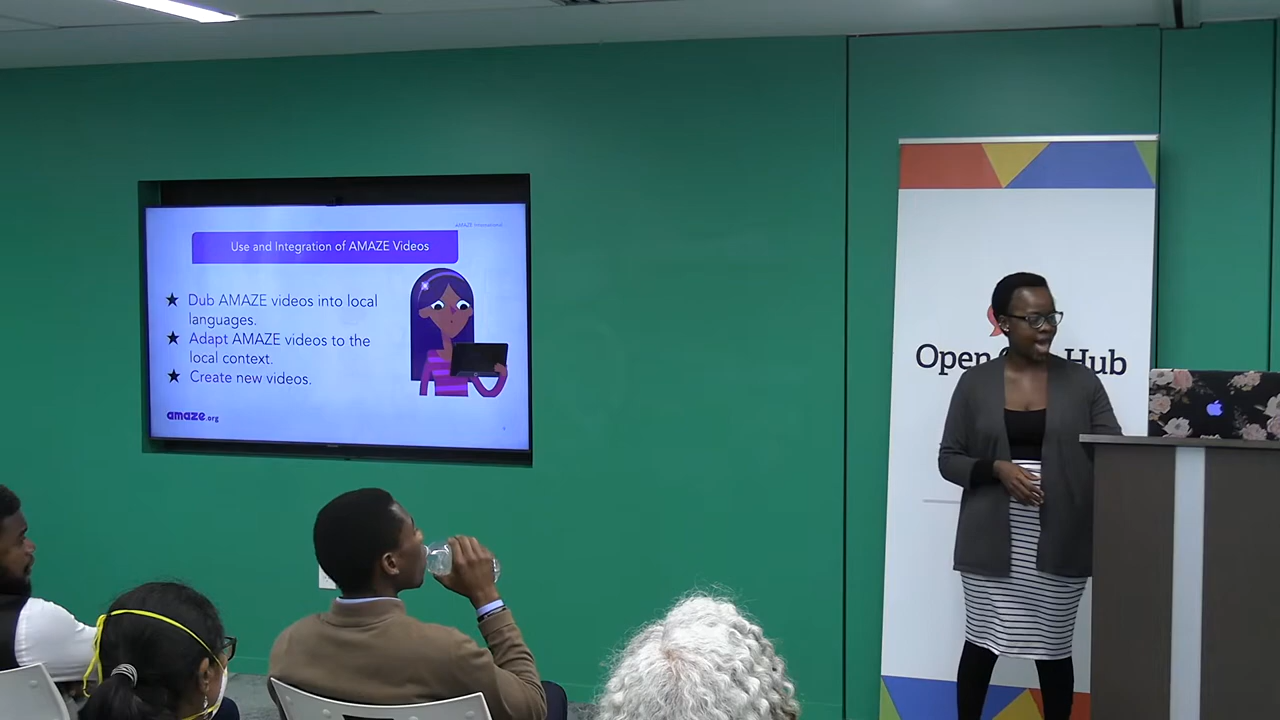 AMAZE International
Use and Integration of AMAZE Videos
Dub AMAZE videos into local
languages.
Adapt AMAZE videos to the
local context.
Create new videos.
amaze.org
Open Hub